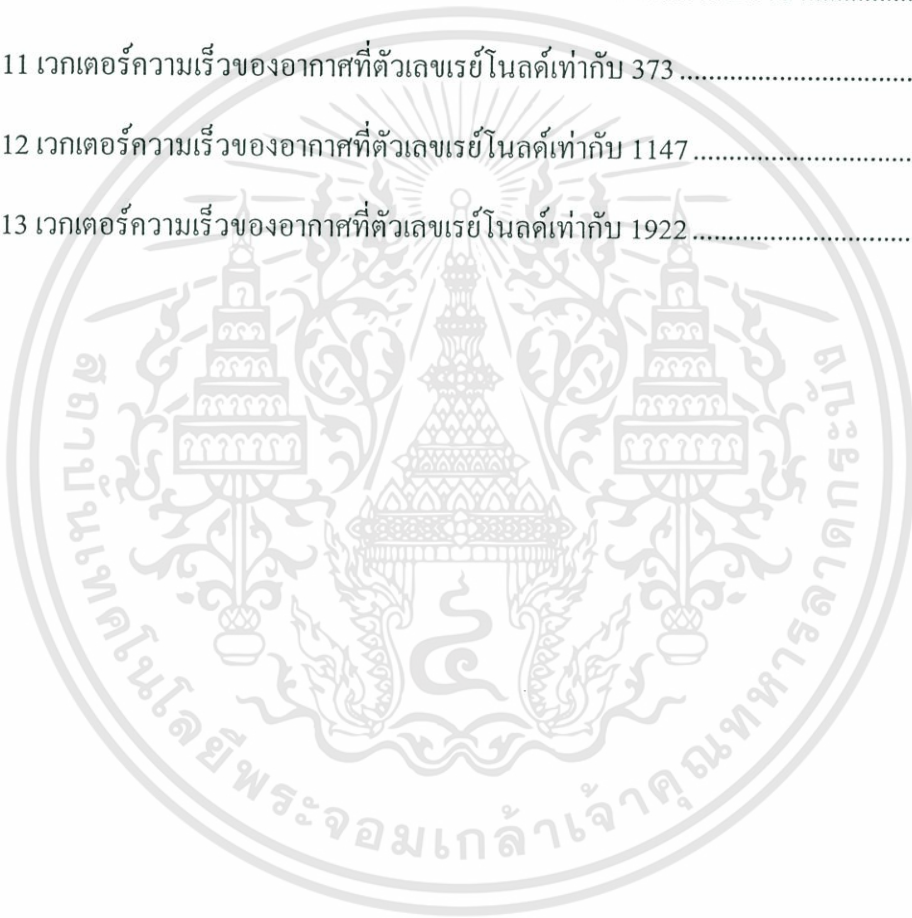 11 เวกเตอร์ความเร็วของอากาศที่ตัวเลขเรย์โนลด์เท่ากับ 373 ................................
12 เวกเตอร์ความเร็วของอากาศที่ตัวเลขเรย์โนลด์เท่ากับ 1147 ..............................
13 เวกเตอร์ความเร็วของอากาศที่ตัวเลขเรย์โนลด์เท่ากับ 1922 ..............................
สถาบันเทคโนโลยีพระจอมเกล้าเจ้าคุณทหารลาดกระบัง